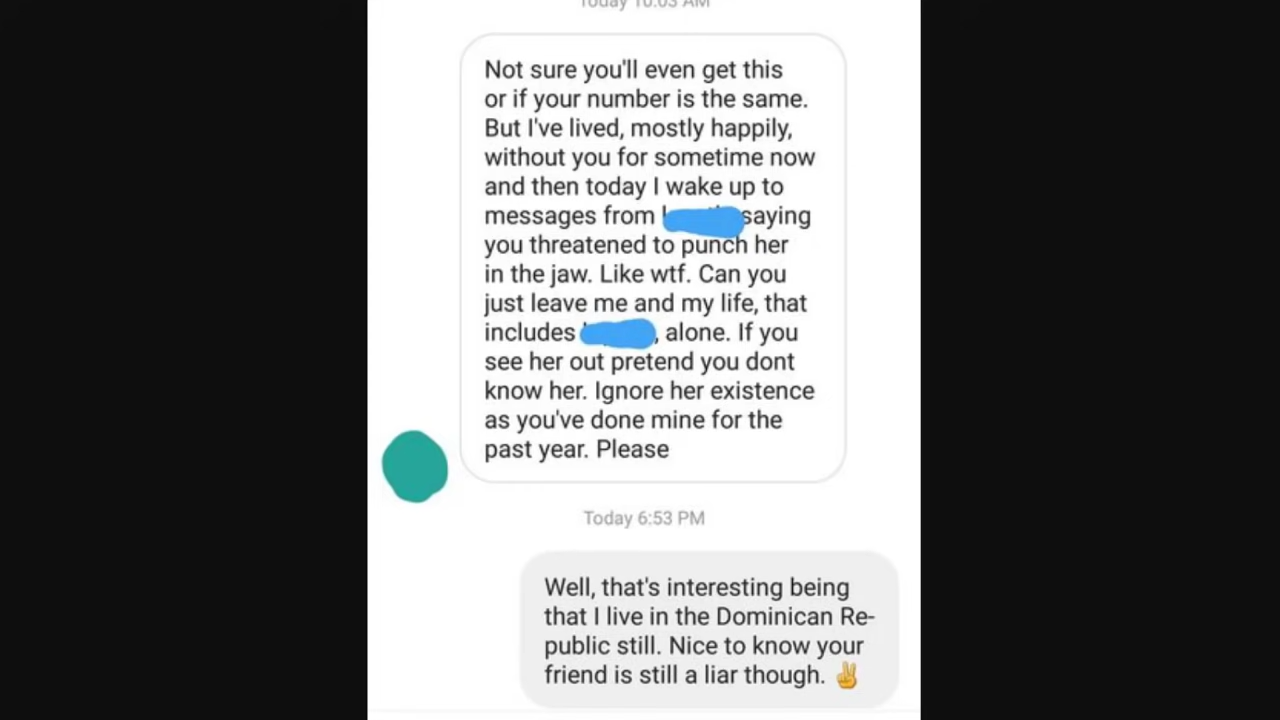 Today 10:03 AM
Not sure you'll even get this
or if your number is the same.
But I've lived, mostly happily,
without you for sometime now
and then today I wake up to
messages from saying
you threatened to punch her
in the jaw. Like wtf. Can you
just leave me and my life, that
includes , alone. If you
see her out pretend you dont
know her. Ignore her existence
as you've done mine for the
past year. Please
Today 6:53 PM
Well, that's interesting being
that I live in the Dominican Re-
public still. Nice to know your
friend is still a liar though. ✌